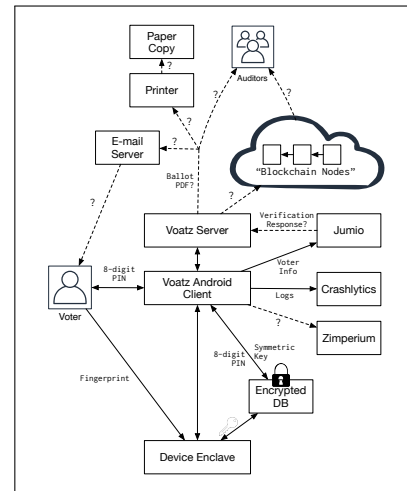 Paper
Copy
?
Auditors
Printer
?
?
?
?
E-mail
Server
?
"Blockchain Nodes"
Ballot
PDF?
?
?
Verification
Response?
Voatz Server
Jumio
Voter
Info
8-digit
PIN
Voatz Android
Client
Logs
Crashlytics
Voter
?
Zimperium
8-digit
PIN
Symmetric
Key
Fingerprint
Encrypted
DB
Device Enclave